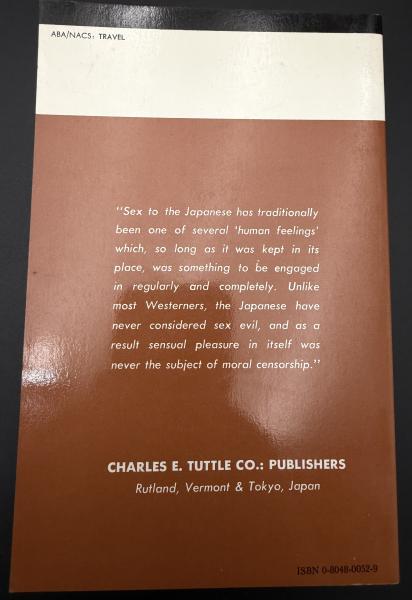 ABA/NACS: TRAVEL
"Sex to the Japanese has traditionally
been one of several 'human feelings'
which, so long as it was kept in its
place, was something to be engaged
in regularly and completely. Unlike
most Westerners, the Japanese have
never considered sex evil, and as a
result sensual pleasure in itself was
never the subject of moral censorship."
CHARLES E. TUTTLE CO.: PUBLISHERS
Rutland, Vermont & Tokyo, Japan
ISBN 0-8048-0052-9